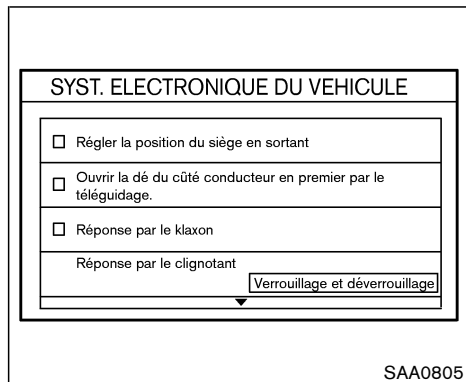 SYST. ELECTRONIQUE DU VEHICULE
Régler la position du siège en sortant
Ouvrir la dé du cûté conducteur en premier par le
téléguidage.
Réponse par le klaxon
Réponse par le clignotant
Verrouillage et déverrouillage
SAA0805